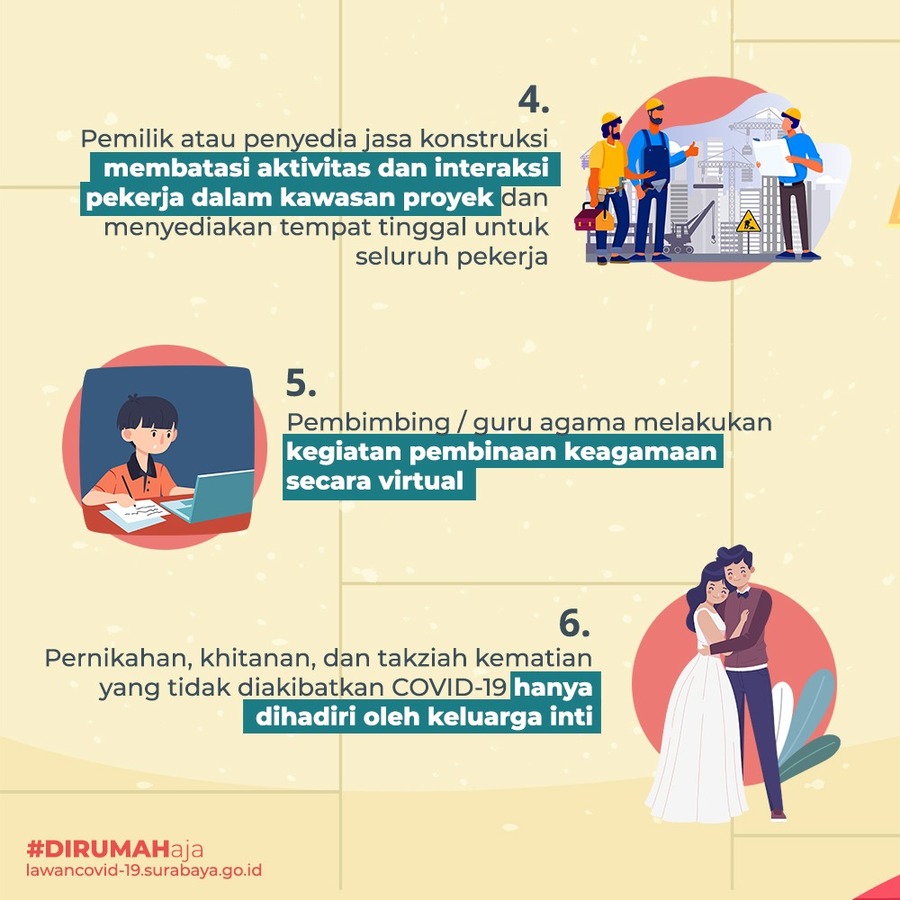 4.
Pemilik atau penyedia jasa konstruksi
membatasi aktivitas dan interaksi
pekerja dalam kawasan proyek dan
menyediakan tempat tinggal untuk
seluruh pekerja
5.
Pembimbing / guru agama melakukan
kegiatan pembinaan keagamaan
secara virtual
6.
Pernikahan, khitanan, dan takziah kematian
yang tidak diakibatkan COVID-19 hanya
dihadiri oleh keluarga inti
#DIRUMAHaja
lawancovid-19.surabaya.go.id